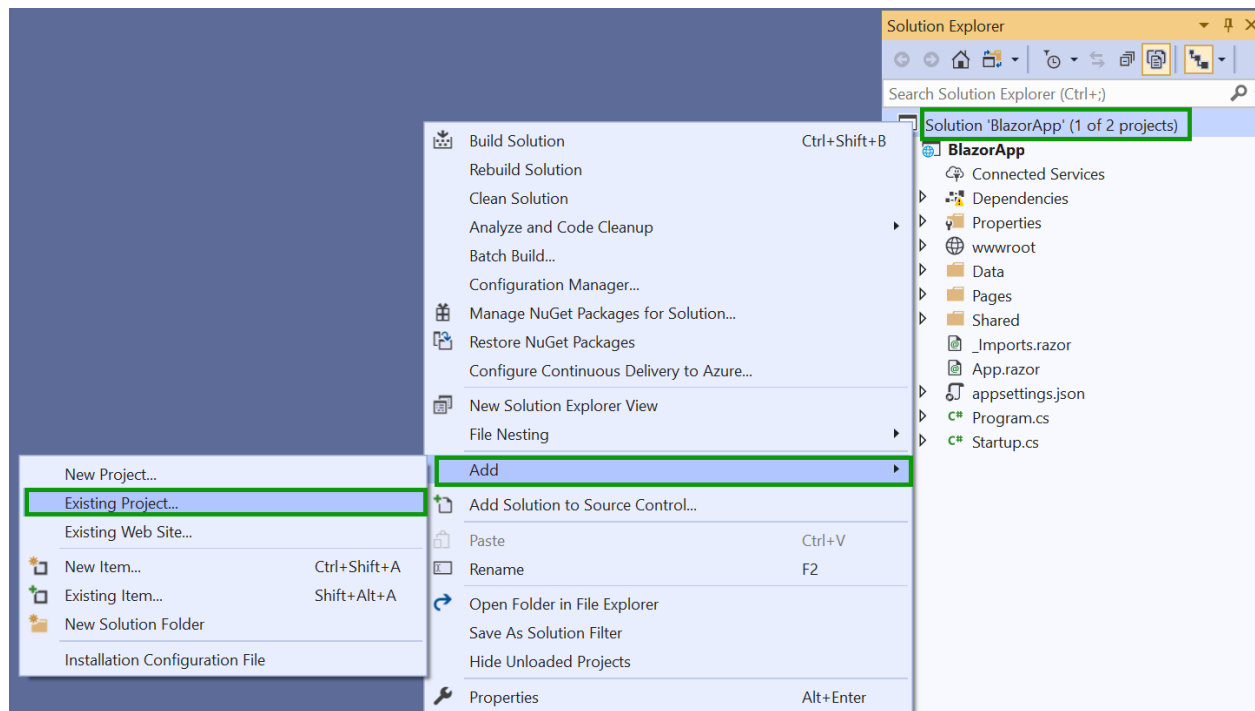 Solution Explorer
Search Solution Explorer (Ctrl+;)
Solution 'BlazorApp' (1 of 2 projects)
BlazorApp
Connected Services
Dependencies
Properties
wwwroot
Data
Pages
Shared
_Imports.razor
App.razor
appsettings.json
C# Program.cs
C# Startup.cs
Build Solution Ctrl+Shift+B
Rebuild Solution
Clean Solution
Analyze and Code Cleanup
Batch Build...
Configuration Manager...
Manage NuGet Packages for Solution...
Restore NuGet Packages
Configure Continuous Delivery to Azure...
New Solution Explorer View
File Nesting
Add
Add Solution to Source Control...
Paste Ctrl+V
Rename F2
Open Folder in File Explorer
Save As Solution Filter
Hide Unloaded Projects
Properties Alt+Enter
New Project...
Existing Project...
Existing Web Site...
New Item... Ctrl+Shift+A
Existing Item... Shift+Alt+A
New Solution Folder
Installation Configuration File